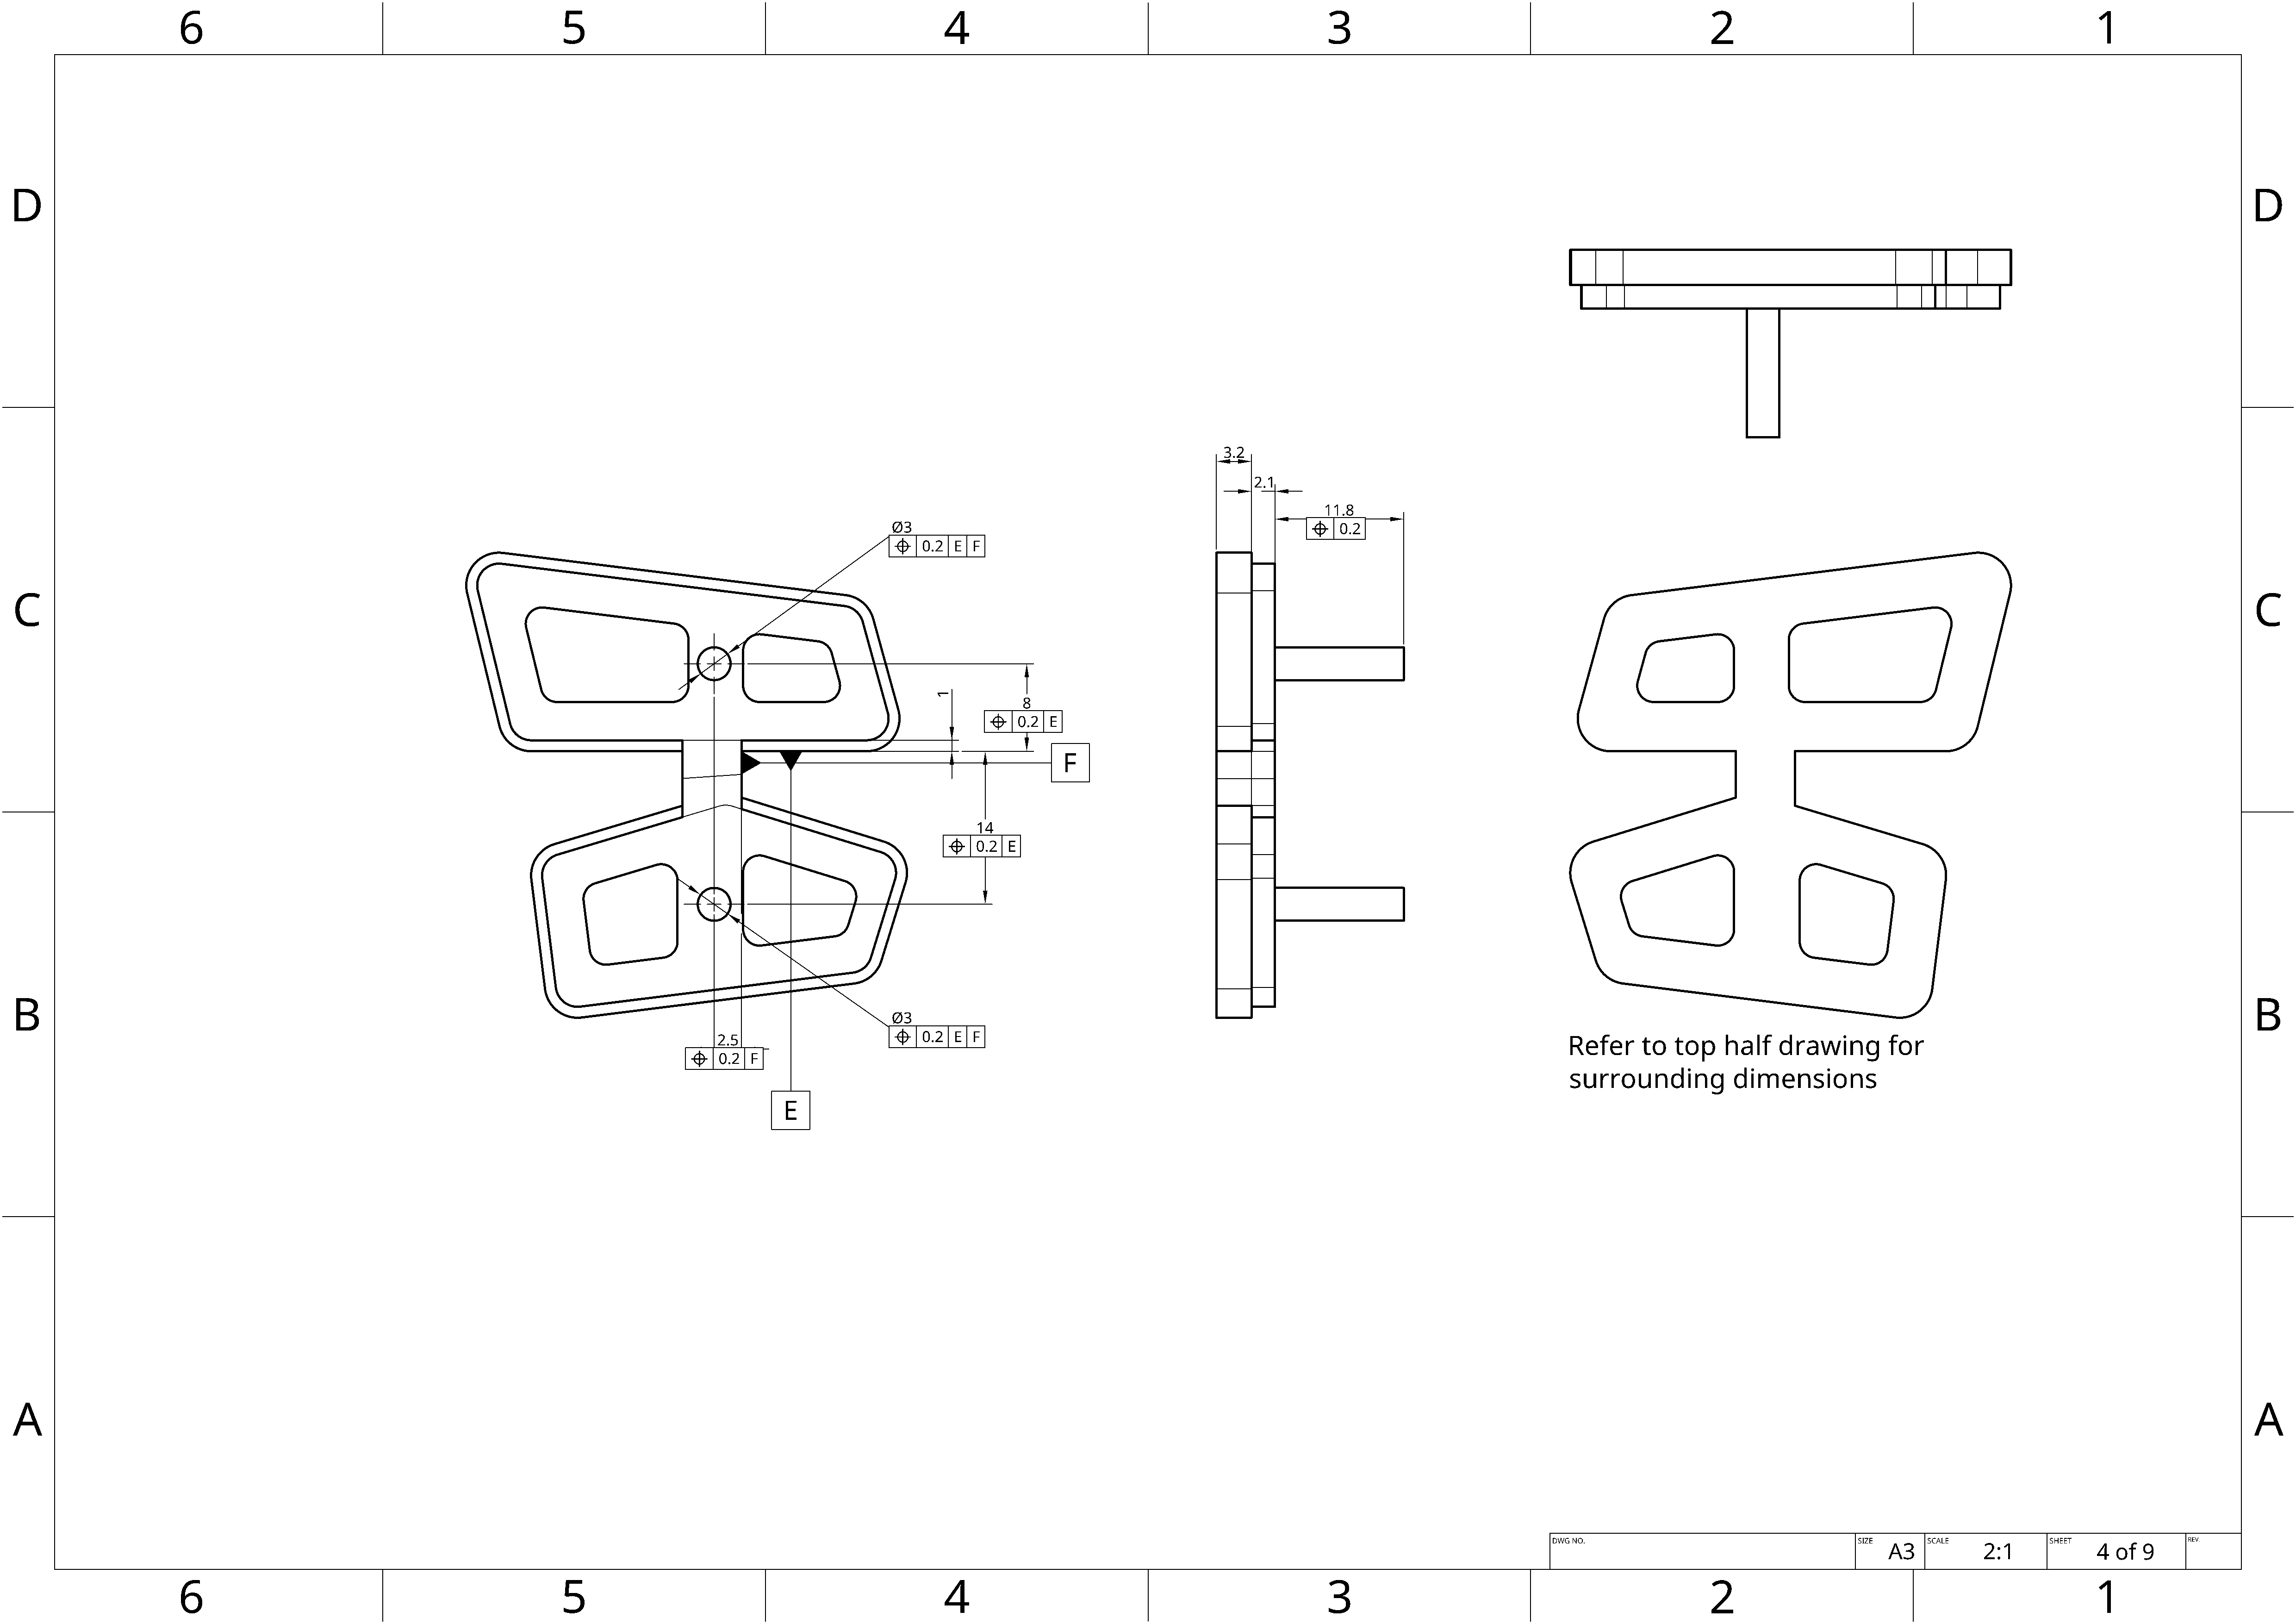 6 5 4 3 2 1
D D
3.2
2.1
11.8
⌖ 0.2
Ø3
⌖ 0.2 E F
C C
1
8
⌖ 0.2 E
F
14
⌖ 0.2 E
B B
Ø3
⌖ 0.2 E F
2.5
⌖ 0.2 F
E
Refer to top half drawing for
surrounding dimensions
A A
DWG NO. SIZE A3 SCALE 2:1 SHEET 4 of 9 REV.
6 5 4 3 2 1